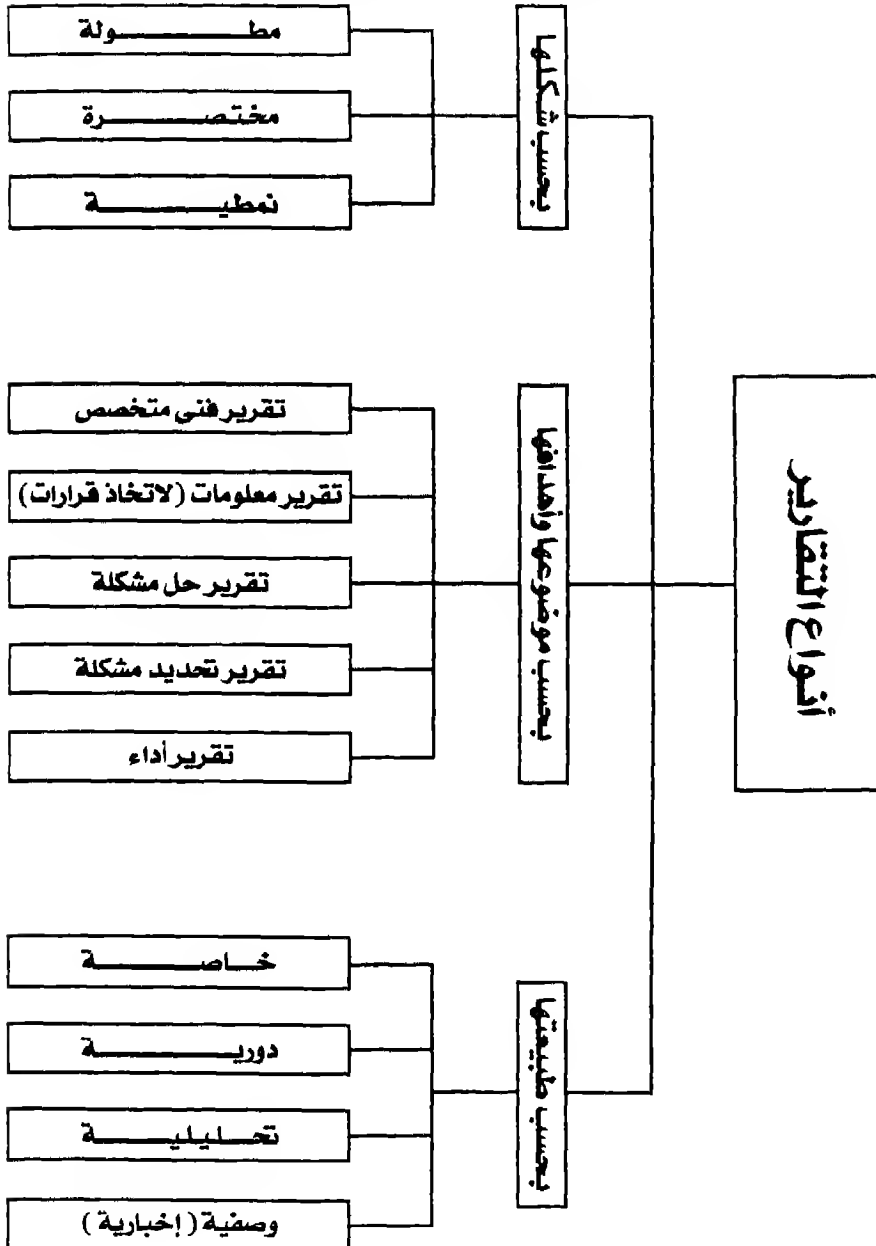 أنواع التقارير
بحسب شكلها
مطولة
مختصرة
نمطية
بحسب موضوعها وأهدافها
تقرير فني متخصص
تقرير معلومات (لاتخاذ قرارات)
تقرير حل مشكلة
تقرير تحديد مشكلة
تقرير أداء
بحسب طبيعتها
خاصة
دورية
تحليلية
وصفية (إخبارية)